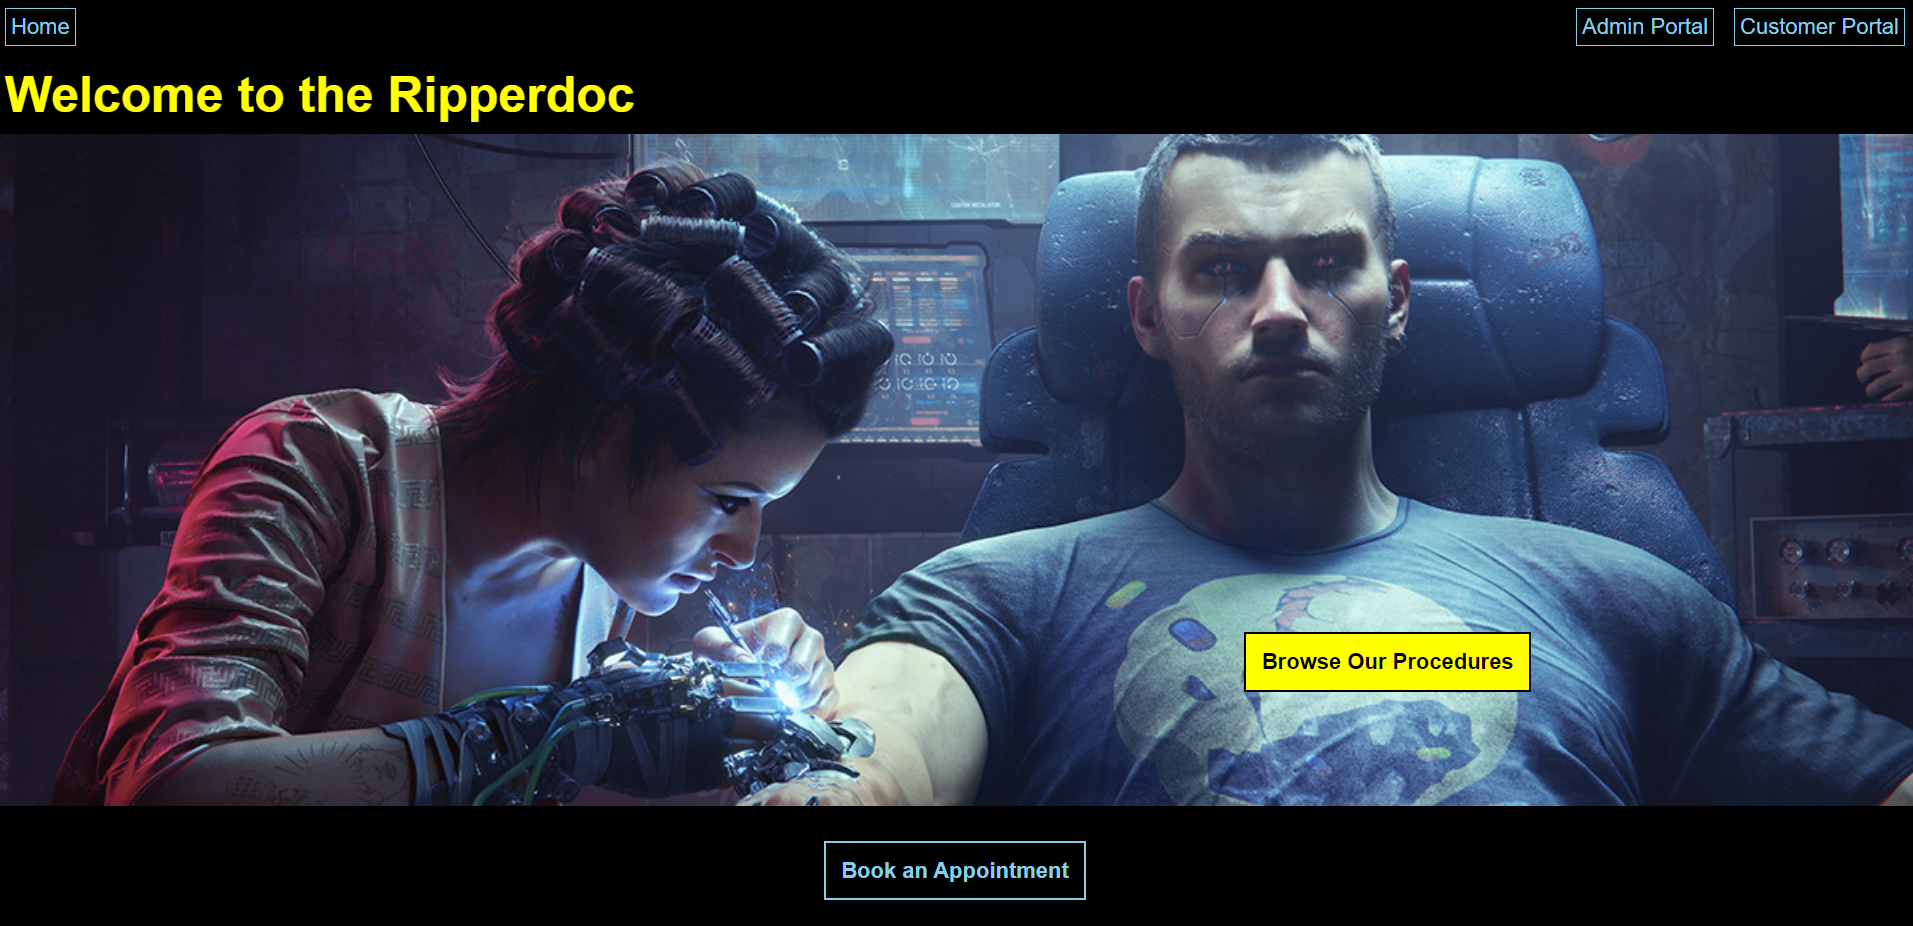 Home
Admin Portal
Customer Portal
Welcome to the Ripperdoc
Browse Our Procedures
Book an Appointment